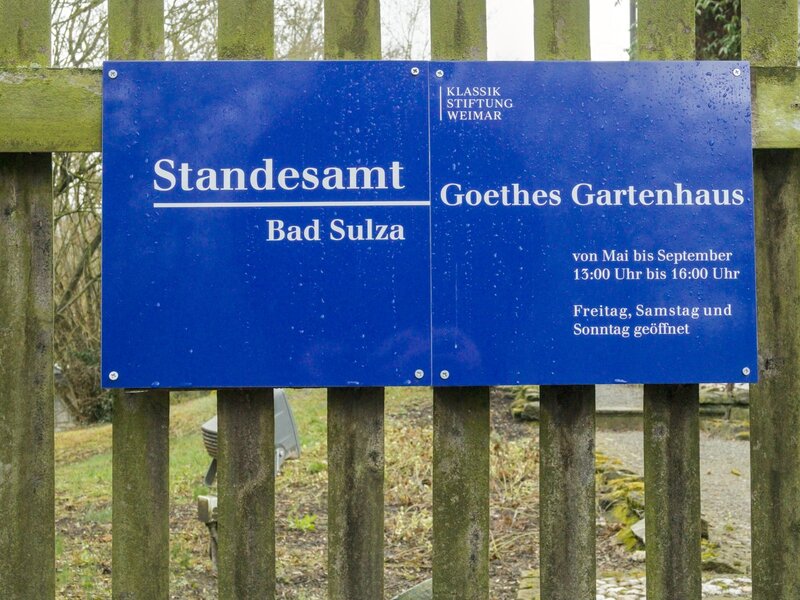 Standesamt
Bad Sulza
KLASSIK
STIFTUNG
WEIMAR
Goethes Gartenhaus
von Mai bis September
13:00 Uhr bis 16:00 Uhr
Freitag, Samstag und
Sonntag geöffnet